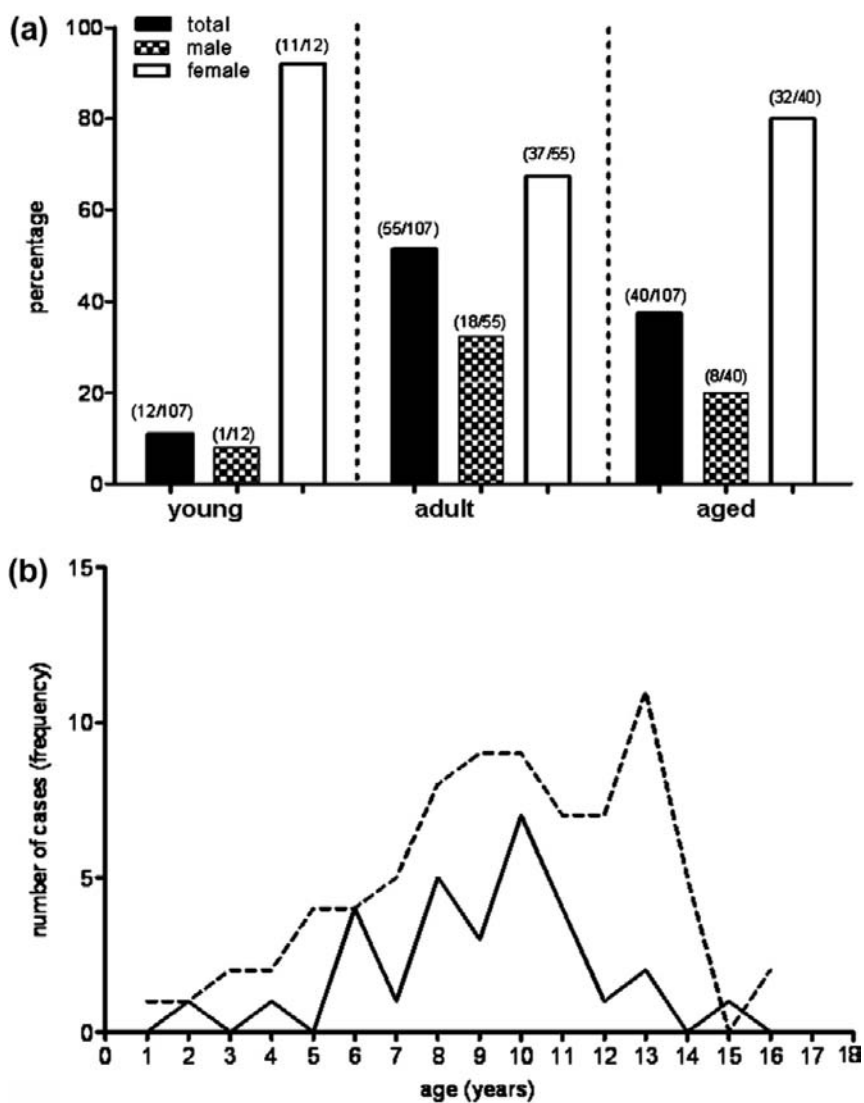 (a)
total
male
female
percentage
100
80
60
40
20
0
(12/107)
(1/12)
(11/12)
(55/107)
(18/55)
(37/55)
(40/107)
(8/40)
(32/40)
young adult aged
(b)
number of cases (frequency)
15
10
5
0
0 1 2 3 4 5 6 7 8 9 10 11 12 13 14 15 16 17 18
age (years)